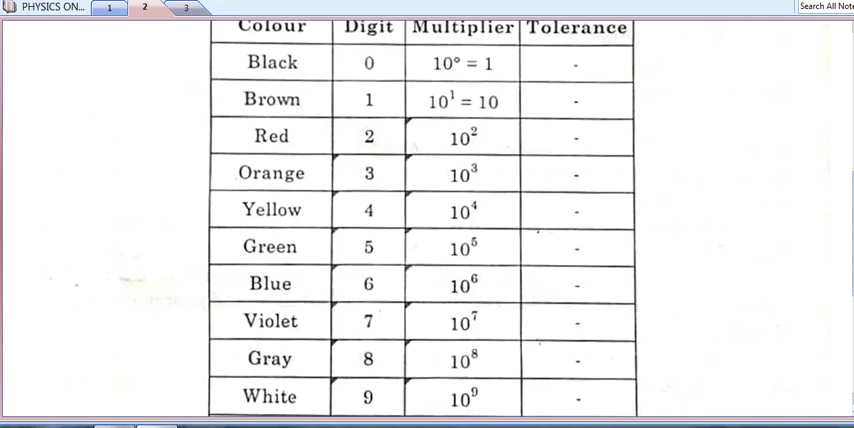 PHYSICS ON... 1 2 3 Search All Note
Colour Digit Multiplier Tolerance
Black 0 10° = 1 -
Brown 1 10¹ = 10 -
Red 2 10² -
Orange 3 10³ -
Yellow 4 10⁴ -
Green 5 10⁵ -
Blue 6 10⁶ -
Violet 7 10⁷ -
Gray 8 10⁸ -
White 9 10⁹ -